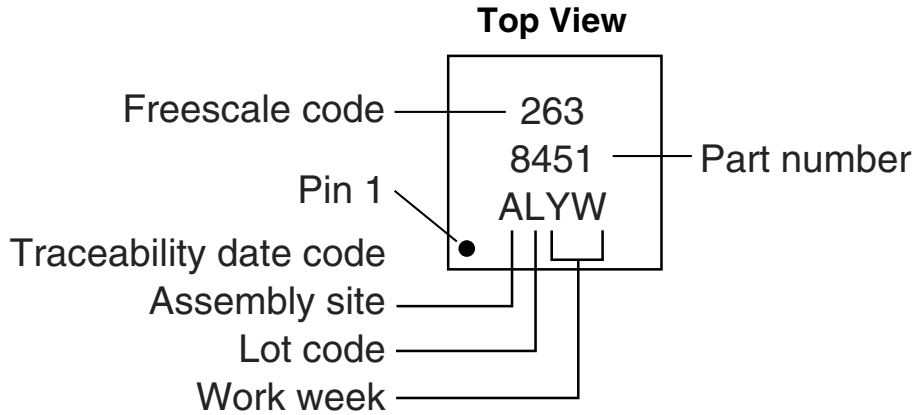 Top View
Freescale code
263
8451
Part number
Pin 1
ALYW
Traceability date code
Assembly site
Lot code
Work week